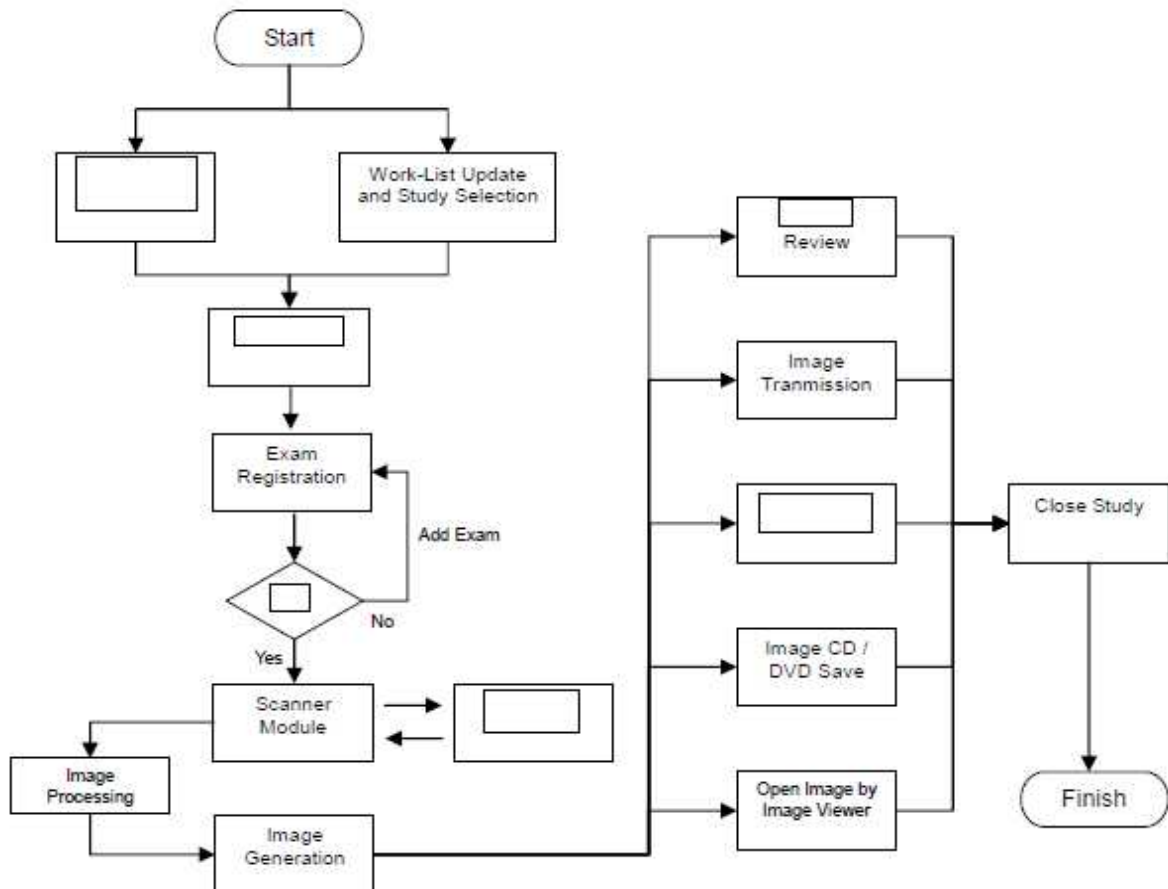 Start
Work-List Update
and Study Selection
Exam
Registration
Add Exam
No
Yes
Scanner
Module
Image
Processing
Image
Generation
Review
Image
Tranmission
Image CD /
DVD Save
Open Image by
Image Viewer
Close Study
Finish